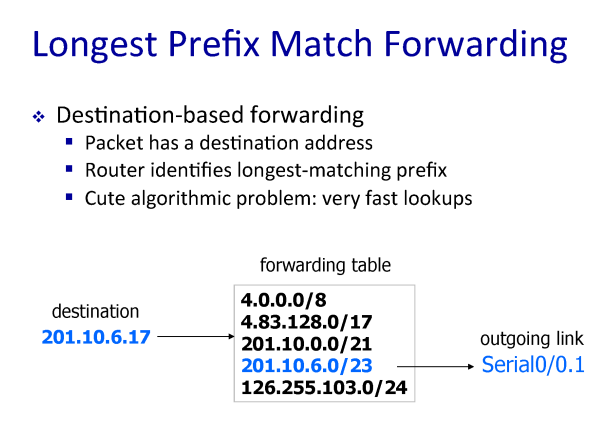 Longest Prefix Match Forwarding
Destination-based forwarding
Packet has a destination address
Router identifies longest-matching prefix
Cute algorithmic problem: very fast lookups
forwarding table
4.0.0.0/8
4.83.128.0/17
201.10.0.0/21
201.10.6.0/23
126.255.103.0/24
destination
201.10.6.17
outgoing link
Serial0/0.1